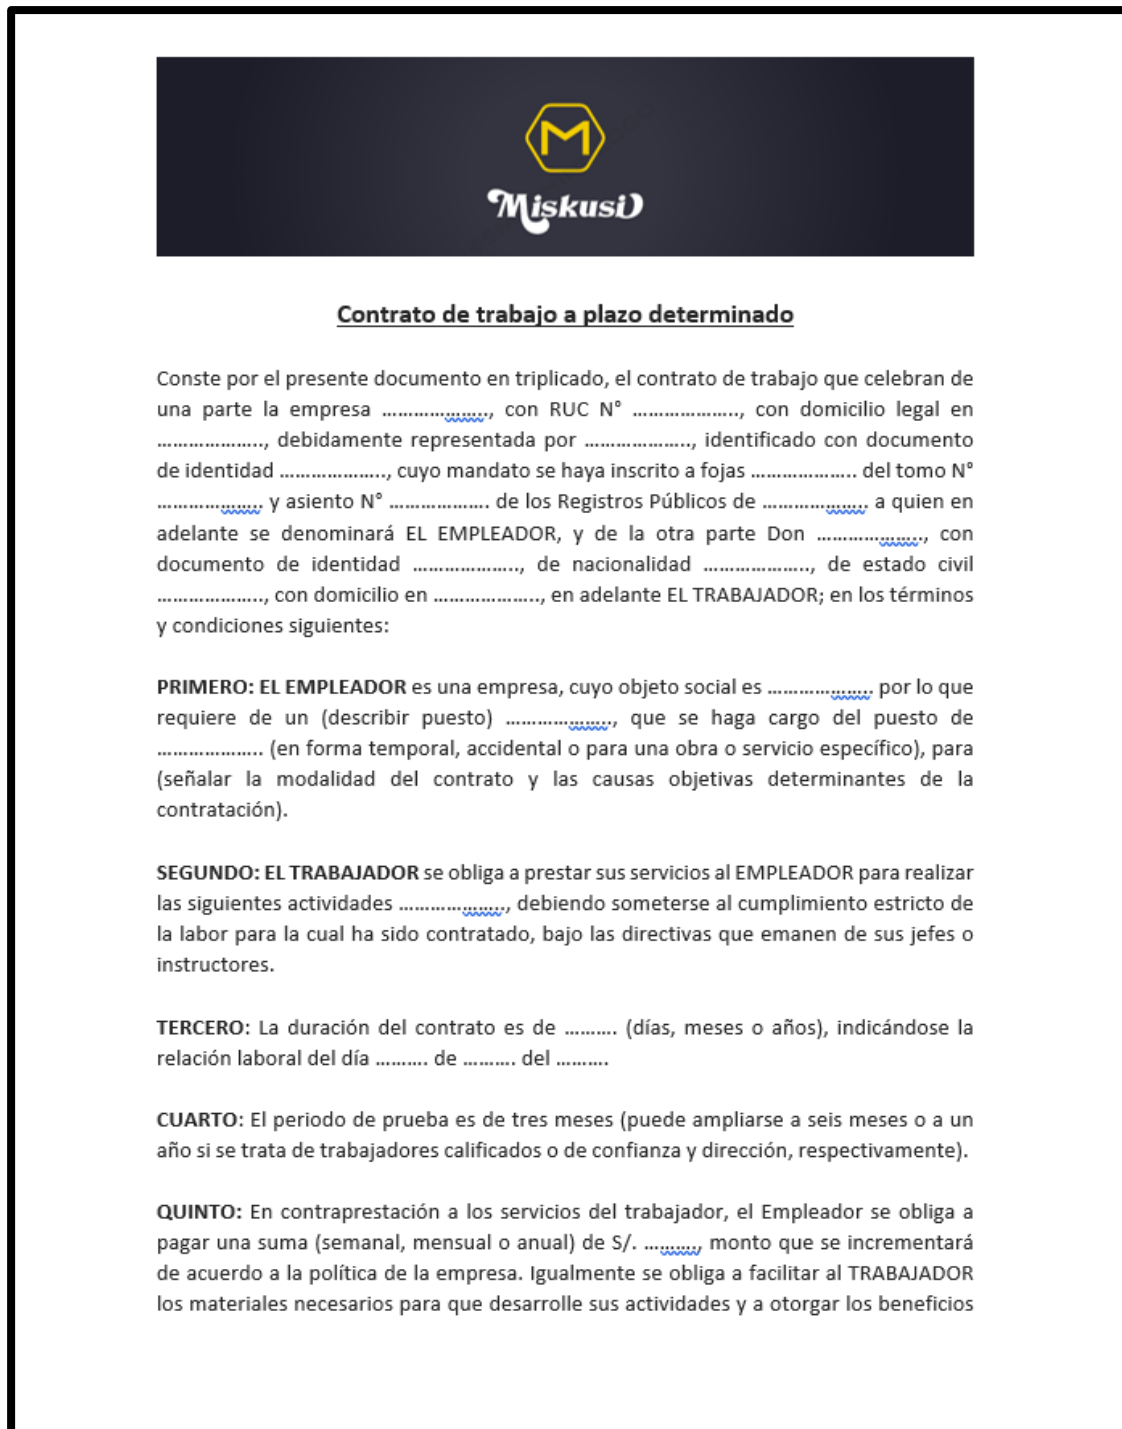 M
MiskusiD
Contrato de trabajo a plazo determinado
Conste por el presente documento en triplicado, el contrato de trabajo que celebran de
una parte la empresa ……………….., con RUC N° ……………….., con domicilio legal en
……………….., debidamente representada por ……………….., identificado con documento
de identidad ……………….., cuyo mandato se haya inscrito a fojas ……………….. del tomo N°
……………….. y asiento N° ………………. de los Registros Públicos de ……………….. a quien en
adelante se denominará EL EMPLEADOR, y de la otra parte Don ……………….., con
documento de identidad ……………….., de nacionalidad ……………….., de estado civil
……………….., con domicilio en ……………….., en adelante EL TRABAJADOR; en los términos
y condiciones siguientes:
PRIMERO: EL EMPLEADOR es una empresa, cuyo objeto social es ……………….. por lo que
requiere de un (describir puesto) ……………….., que se haga cargo del puesto de
……………….. (en forma temporal, accidental o para una obra o servicio específico), para
(señalar la modalidad del contrato y las causas objetivas determinantes de la
contratación).
SEGUNDO: EL TRABAJADOR se obliga a prestar sus servicios al EMPLEADOR para realizar
las siguientes actividades ……………….., debiendo someterse al cumplimiento estricto de
la labor para la cual ha sido contratado, bajo las directivas que emanen de sus jefes o
instructores.
TERCERO: La duración del contrato es de ………. (días, meses o años), indicándose la
relación laboral del día ………. de ………. del ……….
CUARTO: El periodo de prueba es de tres meses (puede ampliarse a seis meses o a un
año si se trata de trabajadores calificados o de confianza y dirección, respectivamente).
QUINTO: En contraprestación a los servicios del trabajador, el Empleador se obliga a
pagar una suma (semanal, mensual o anual) de S/. ………., monto que se incrementará
de acuerdo a la política de la empresa. Igualmente se obliga a facilitar al TRABAJADOR
los materiales necesarios para que desarrolle sus actividades y a otorgar los beneficios